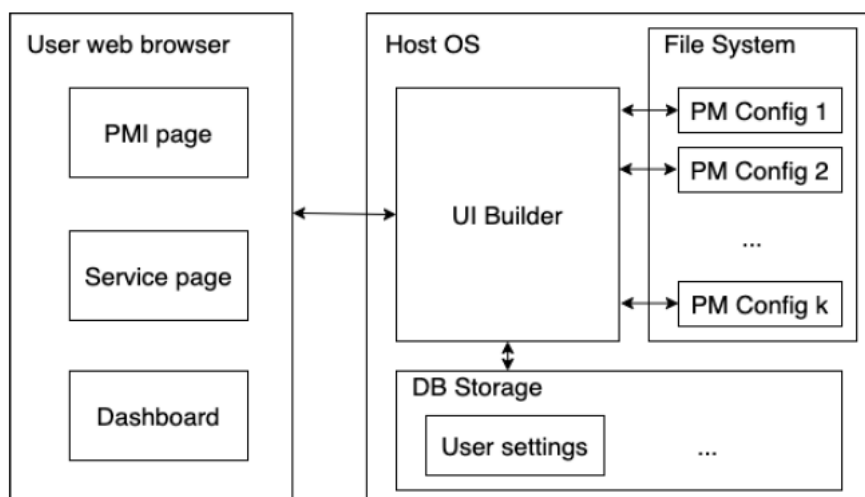 User web browser
PMI page
Service page
Dashboard
Host OS
UI Builder
File System
PM Config 1
PM Config 2
...
PM Config k
DB Storage
User settings
...